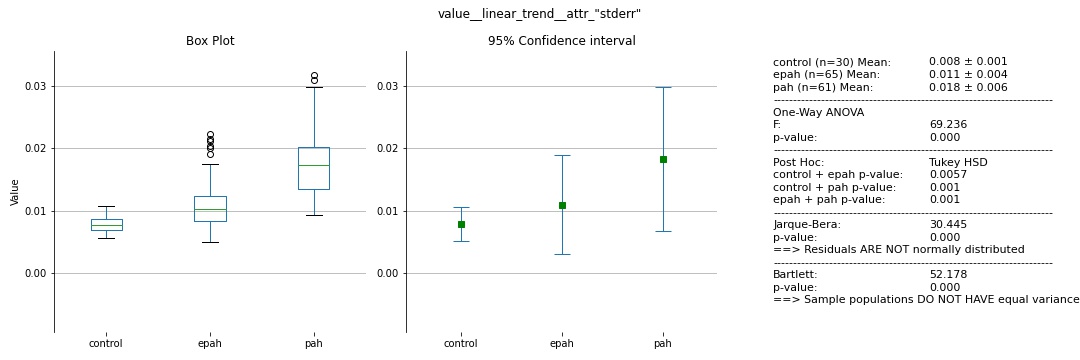 value__linear_trend__attr_"stderr"
Box Plot
95% Confidence interval
Value
0.03
0.02
0.01
0.00
control epah pah
0.03
0.02
0.01
0.00
control epah pah
control (n=30) Mean: 0.008 ± 0.001
epah (n=65) Mean: 0.011 ± 0.004
pah (n=61) Mean: 0.018 ± 0.006
One-Way ANOVA
F: 69.236
p-value: 0.000
Post Hoc: Tukey HSD
control + epah p-value: 0.0057
control + pah p-value: 0.001
epah + pah p-value: 0.001
Jarque-Bera: 30.445
p-value: 0.000
==> Residuals ARE NOT normally distributed
Bartlett: 52.178
p-value: 0.000
==> Sample populations DO NOT HAVE equal variance